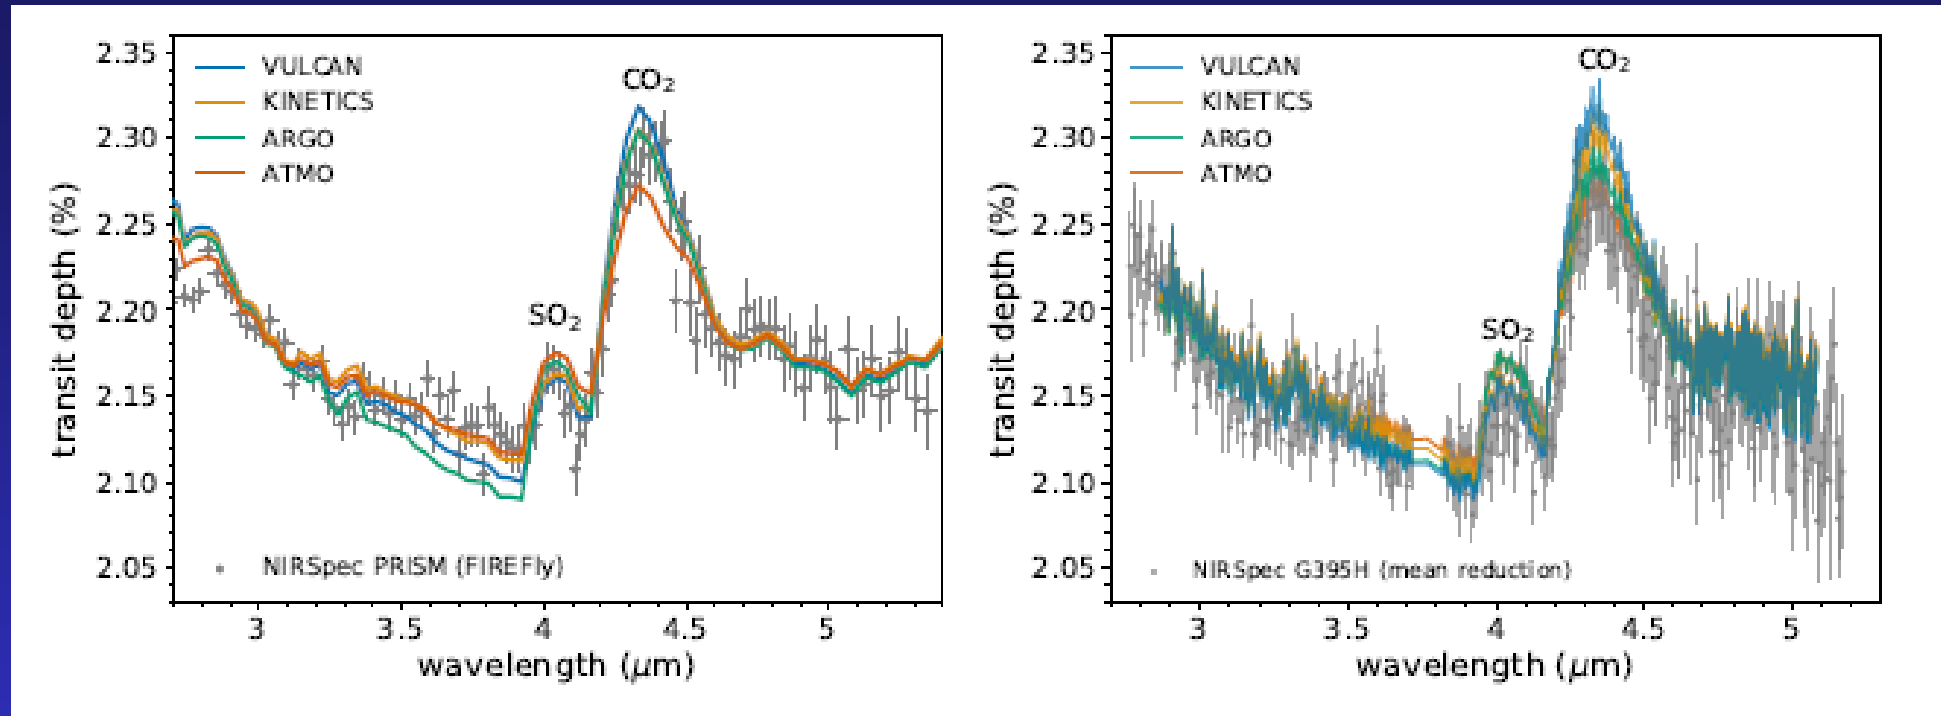 2.35
2.30
2.25
2.20
2.15
2.10
2.05
transit depth (%)
VULCAN
KINETICS
ARGO
ATMO
CO₂
SO₂
NIRSpec PRISM (FIREFly)
3 3.5 4 4.5 5
wavelength (μm)
2.35
2.30
2.25
2.20
2.15
2.10
2.05
transit depth (%)
VULCAN
KINETICS
ARGO
ATMO
CO₂
SO₂
NIRSpec G395H (mean reduction)
3 3.5 4 4.5 5
wavelength (μm)